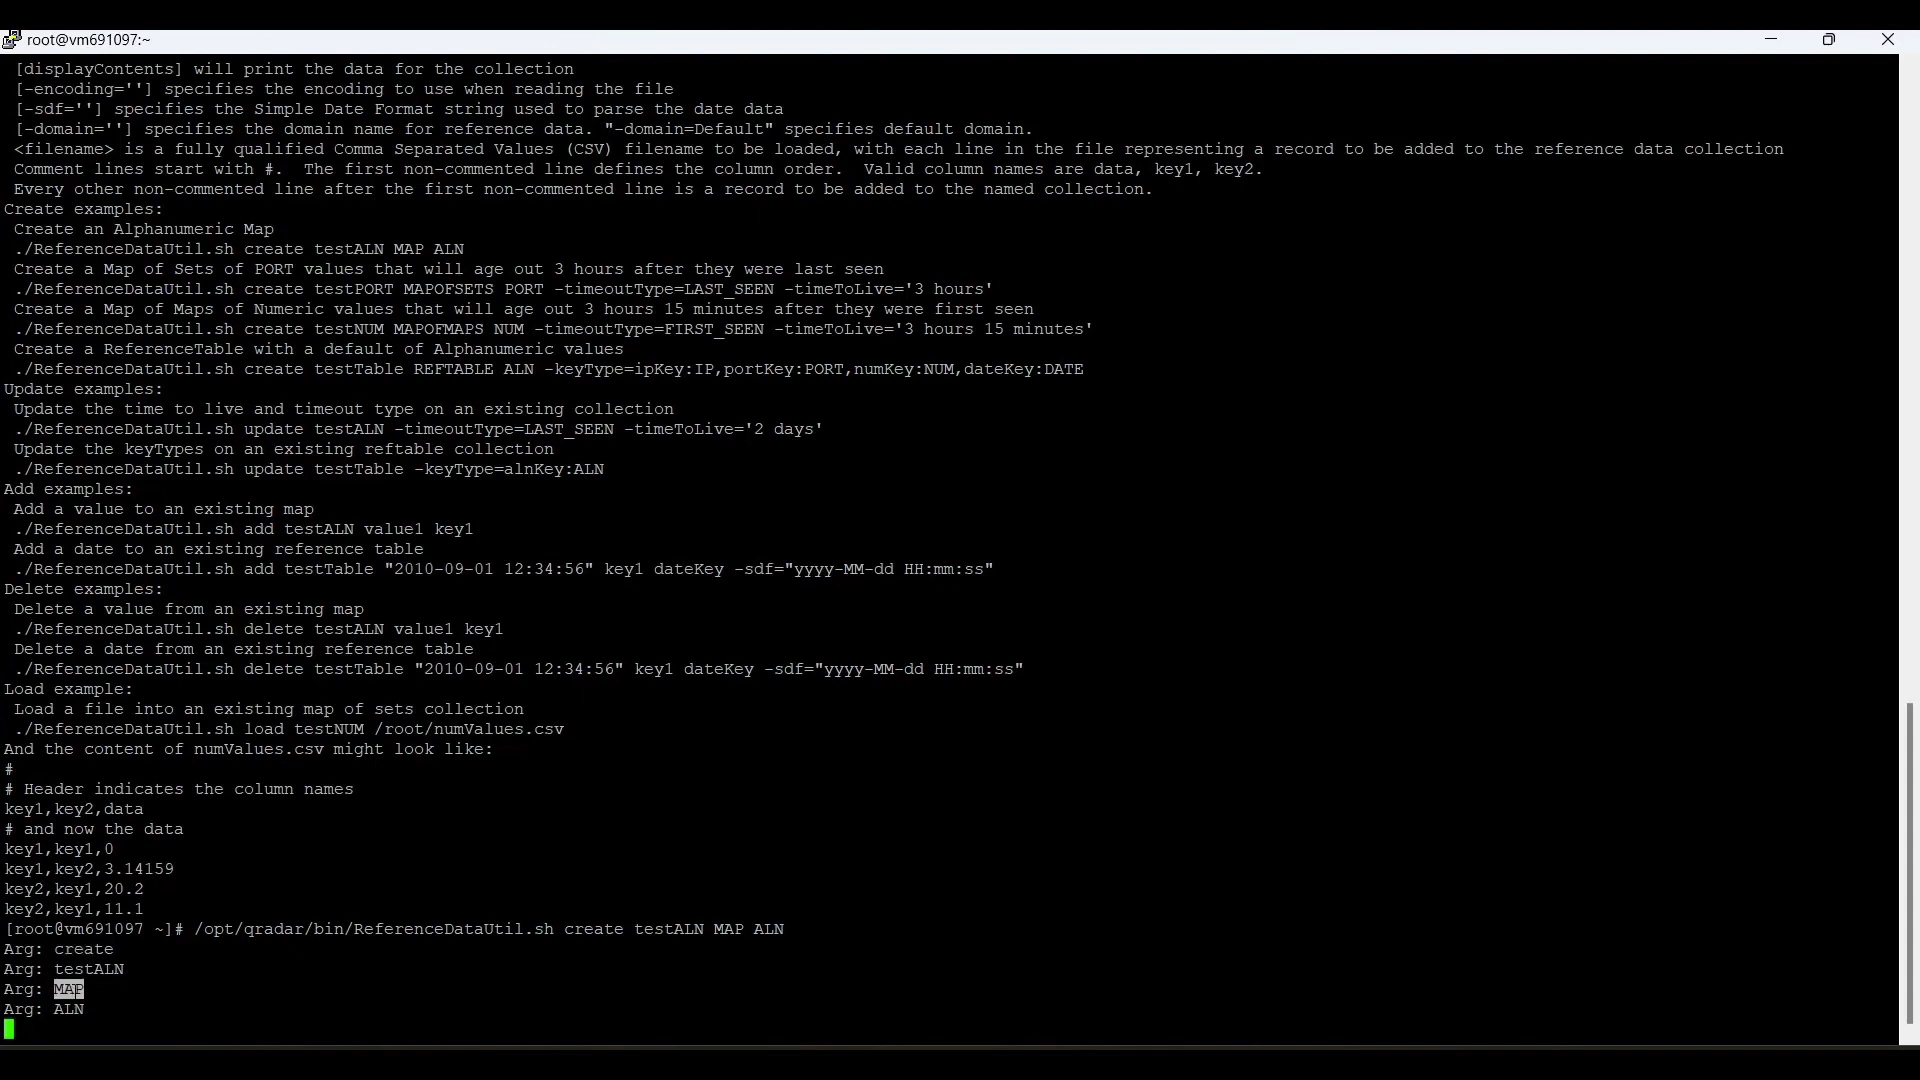 root@vm691097:~
[displayContents] will print the data for the collection
[-encoding=''] specifies the encoding to use when reading the file
[-sdf=''] specifies the Simple Date Format string used to parse the date data
[-domain=''] specifies the domain name for reference data. "-domain=Default" specifies default domain.
<filename> is a fully qualified Comma Separated Values (CSV) filename to be loaded, with each line in the file representing a record to be added to the reference data collection
Comment lines start with #.  The first non-commented line defines the column order.  Valid column names are data, key1, key2.
Every other non-commented line after the first non-commented line is a record to be added to the named collection.
Create examples:
Create an Alphanumeric Map
./ReferenceDataUtil.sh create testALN MAP ALN
Create a Map of Sets of PORT values that will age out 3 hours after they were last seen
./ReferenceDataUtil.sh create testPORT MAPOFSETS PORT -timeoutType=LAST_SEEN -timeToLive='3 hours'
Create a Map of Maps of Numeric values that will age out 3 hours 15 minutes after they were first seen
./ReferenceDataUtil.sh create testNUM MAPOFMAPS NUM -timeoutType=FIRST_SEEN -timeToLive='3 hours 15 minutes'
Create a ReferenceTable with a default of Alphanumeric values
./ReferenceDataUtil.sh create testTable REFTABLE ALN -keyType=ipKey:IP,portKey:PORT,numKey:NUM,dateKey:DATE
Update examples:
Update the time to live and timeout type on an existing collection
./ReferenceDataUtil.sh update testALN -timeoutType=LAST_SEEN -timeToLive='2 days'
Update the keyTypes on an existing reftable collection
./ReferenceDataUtil.sh update testTable -keyType=alnKey:ALN
Add examples:
Add a value to an existing map
./ReferenceDataUtil.sh add testALN value1 key1
Add a date to an existing reference table
./ReferenceDataUtil.sh add testTable "2010-09-01 12:34:56" key1 dateKey -sdf="yyyy-MM-dd HH:mm:ss"
Delete examples:
Delete a value from an existing map
./ReferenceDataUtil.sh delete testALN value1 key1
Delete a date from an existing reference table
./ReferenceDataUtil.sh delete testTable "2010-09-01 12:34:56" key1 dateKey -sdf="yyyy-MM-dd HH:mm:ss"
Load example:
Load a file into an existing map of sets collection
./ReferenceDataUtil.sh load testNUM /root/numValues.csv
And the content of numValues.csv might look like:
#
# Header indicates the column names
key1,key2,data
# and now the data
key1,key1,0
key1,key2,3.14159
key2,key1,20.2
key2,key1,11.1
[root@vm691097 ~]# /opt/qradar/bin/ReferenceDataUtil.sh create testALN MAP ALN
Arg: create
Arg: testALN
Arg: MAP
Arg: ALN